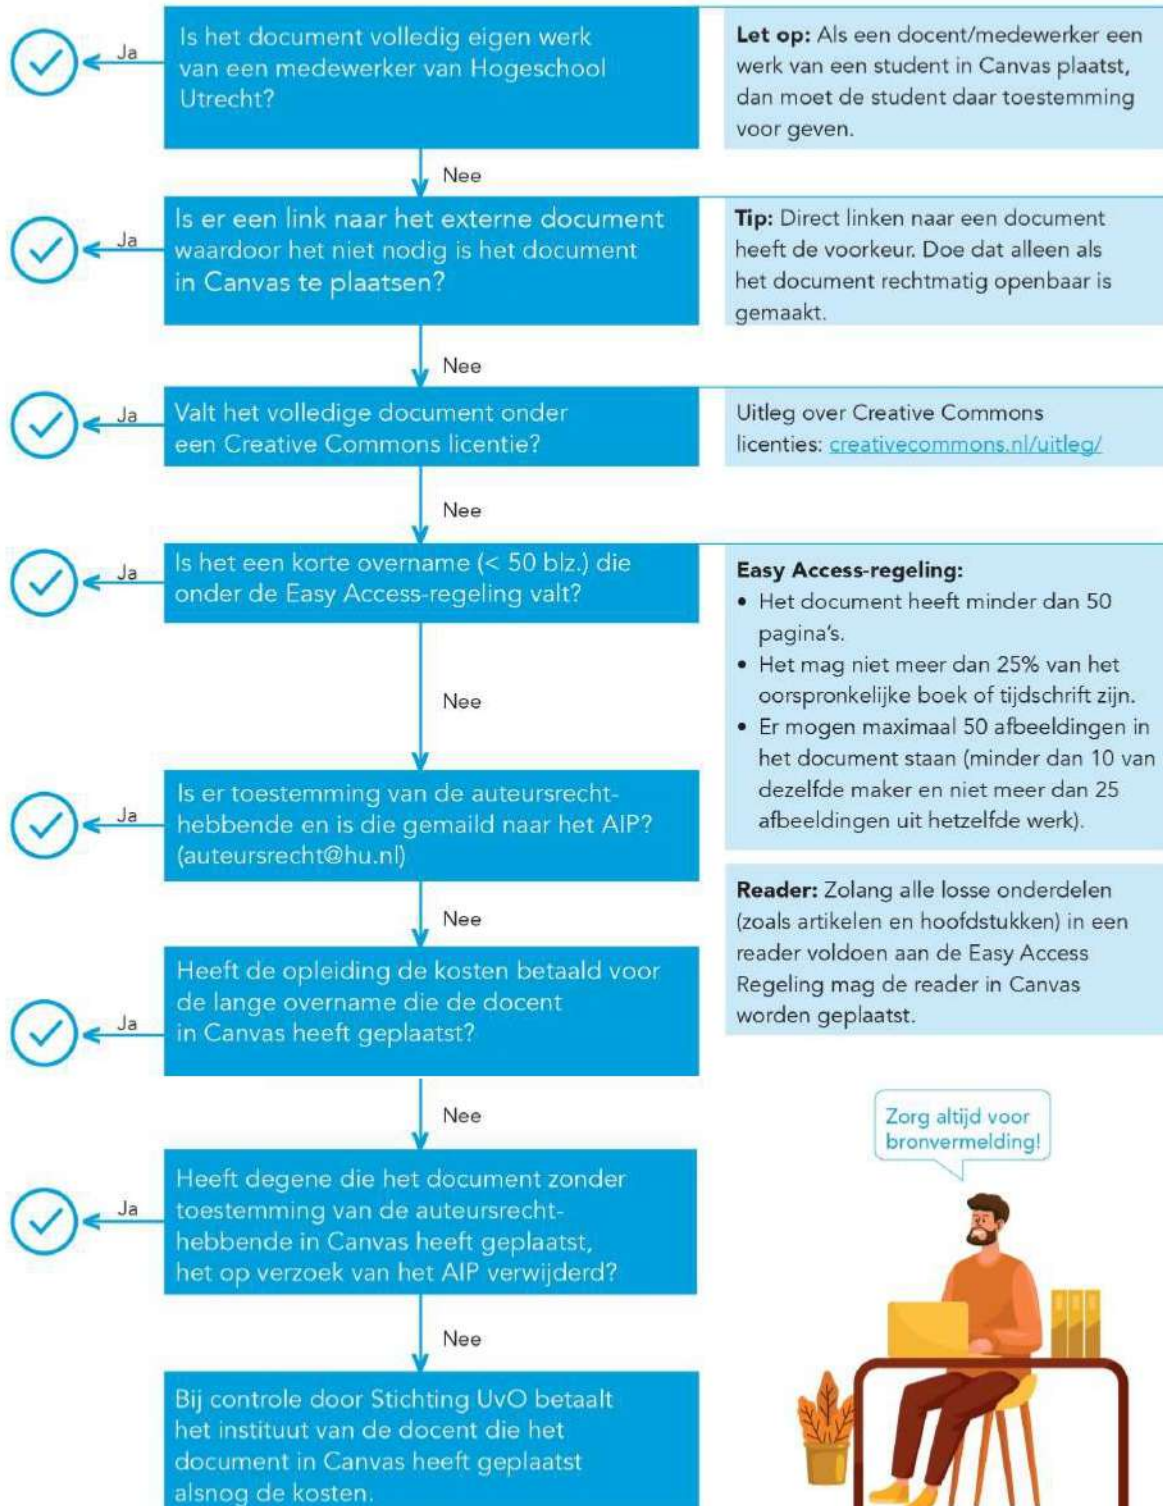 Is het document volledig eigen werk
van een medewerker van Hogeschool
Utrecht?
Ja
Let op: Als een docent/medewerker een
werk van een student in Canvas plaatst,
dan moet de student daar toestemming
voor geven.
Nee
Is er een link naar het externe document
waardoor het niet nodig is het document
in Canvas te plaatsen?
Ja
Tip: Direct linken naar een document
heeft de voorkeur. Doe dat alleen als
het document rechtmatig openbaar is
gemaakt.
Nee
Valt het volledige document onder
een Creative Commons licentie?
Ja
Uitleg over Creative Commons
licenties: creativecommons.nl/uitleg/
Nee
Is het een korte overname (< 50 blz.) die
onder de Easy Access-regeling valt?
Ja
Easy Access-regeling:
• Het document heeft minder dan 50
pagina's.
• Het mag niet meer dan 25% van het
oorspronkelijke boek of tijdschrift zijn.
• Er mogen maximaal 50 afbeeldingen in
het document staan (minder dan 10 van
dezelfde maker en niet meer dan 25
afbeeldingen uit hetzelfde werk).
Nee
Is er toestemming van de auteursrecht-
hebbende en is die gemaild naar het AIP?
(auteursrecht@hu.nl)
Ja
Reader: Zolang alle losse onderdelen
(zoals artikelen en hoofdstukken) in een
reader voldoen aan de Easy Access
Regeling mag de reader in Canvas
worden geplaatst.
Nee
Heeft de opleiding de kosten betaald voor
de lange overname die de docent
in Canvas heeft geplaatst?
Ja
Nee
Zorg altijd voor
bronvermelding!
Heeft degene die het document zonder
toestemming van de auteursrecht-
hebbende in Canvas heeft geplaatst,
het op verzoek van het AIP verwijderd?
Ja
Nee
Bij controle door Stichting UvO betaalt
het instituut van de docent die het
document in Canvas heeft geplaatst
alsnog de kosten.